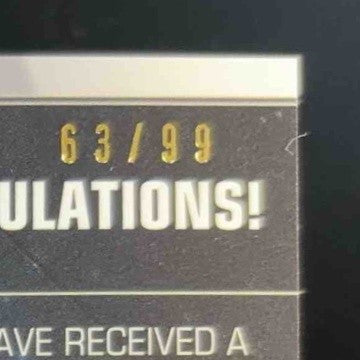 63/99
ULATIONS!
AVE RECEIVED A